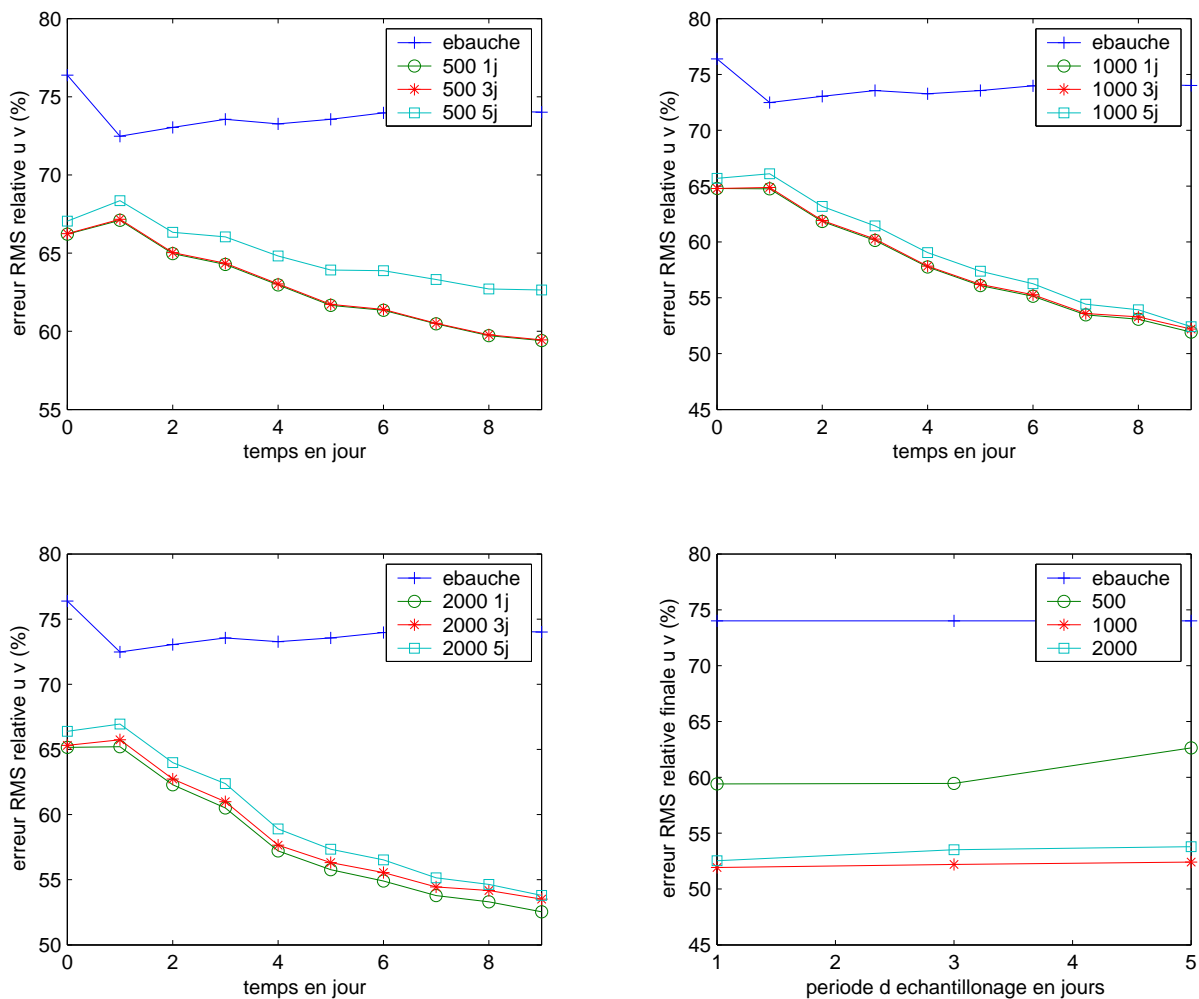 80
75
70
65
60
55
0
2
4
6
8
erreur RMS relative u v (%)
temps en jour
ebauche
500 1j
500 3j
500 5j
80
75
70
65
60
55
50
45
0
2
4
6
8
erreur RMS relative u v (%)
temps en jour
ebauche
1000 1j
1000 3j
1000 5j
80
75
70
65
60
55
50
0
2
4
6
8
erreur RMS relative u v (%)
temps en jour
ebauche
2000 1j
2000 3j
2000 5j
80
75
70
65
60
55
50
45
1
2
3
4
5
erreur RMS relative finale u v (%)
periode d echantillonage en jours
ebauche
500
1000
2000